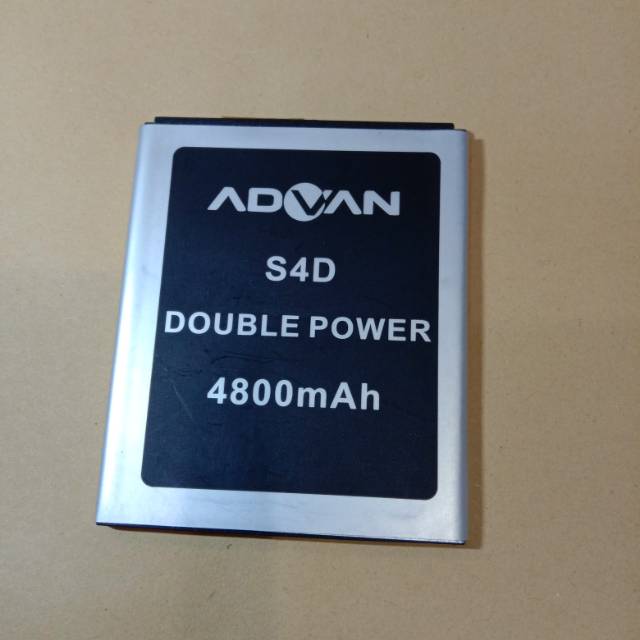 ADVAN
S4D
DOUBLE POWER
4800mAh